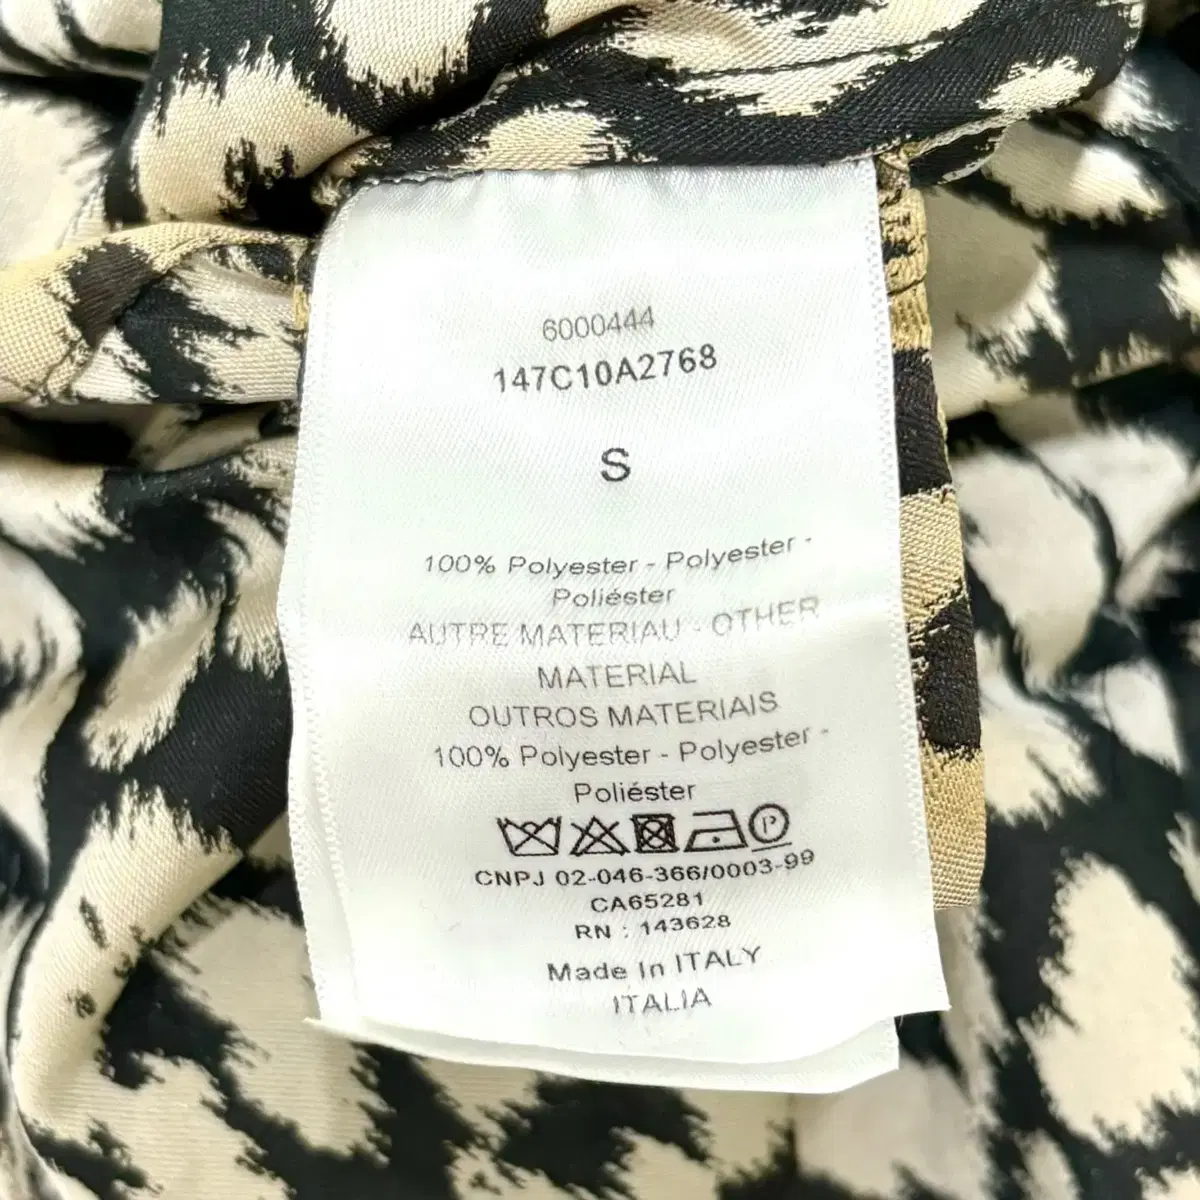 6000444
147C10A2768
S
100% Polyester - Polyester -
Poliéster
AUTRE MATERIAU - OTHER
MATERIAL
OUTROS MATERIAIS
100% Polyester - Polyester -
Poliéster
P
CNPJ 02-046-366/0003-99
CA65281
RN : 143628
Made In ITALY
ITALIA